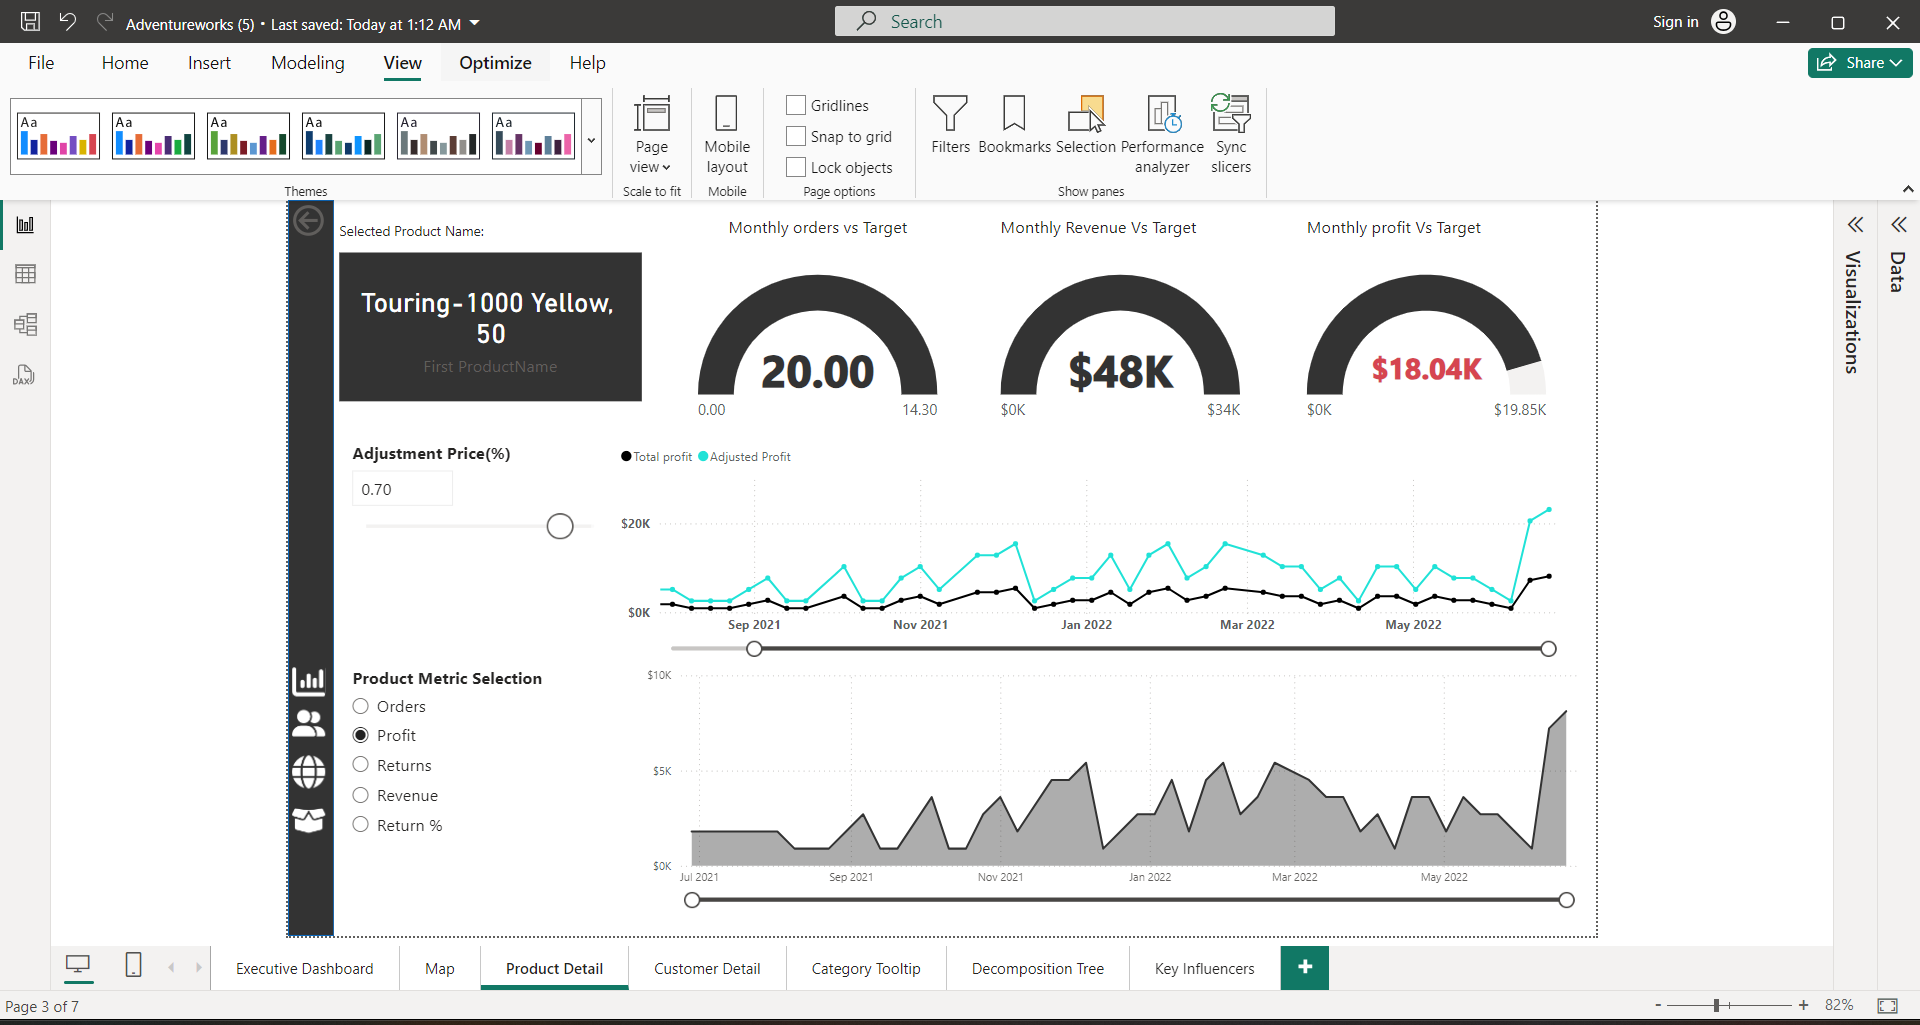 Adventureworks (5) • Last saved: Today at 1:12 AM
Search
Sign in
File
Home
Insert
Modeling
View
Optimize
Help
Share
Aa
Aa
Aa
Aa
Aa
Aa
Themes
Page
view
Scale to fit
Mobile
layout
Mobile
Gridlines
Snap to grid
Lock objects
Page options
Filters
Bookmarks
Selection
Performance
analyzer
Sync
slicers
Show panes
DAX
Selected Product Name:
Touring-1000 Yellow,
50
First ProductName
Monthly orders vs Target
20.00
0.00
14.30
Monthly Revenue Vs Target
$48K
$0K
$34K
Monthly profit Vs Target
$18.04K
$0K
$19.85K
Visualizations
Data
Adjustment Price(%)
0.70
Total profit
Adjusted Profit
$20K
$0K
Sep 2021
Nov 2021
Jan 2022
Mar 2022
May 2022
Product Metric Selection
Orders
Profit
Returns
Revenue
Return %
$10K
$5K
$0K
Jul 2021
Sep 2021
Nov 2021
Jan 2022
Mar 2022
May 2022
Executive Dashboard
Map
Product Detail
Customer Detail
Category Tooltip
Decomposition Tree
Key Influencers
Page 3 of 7
82%